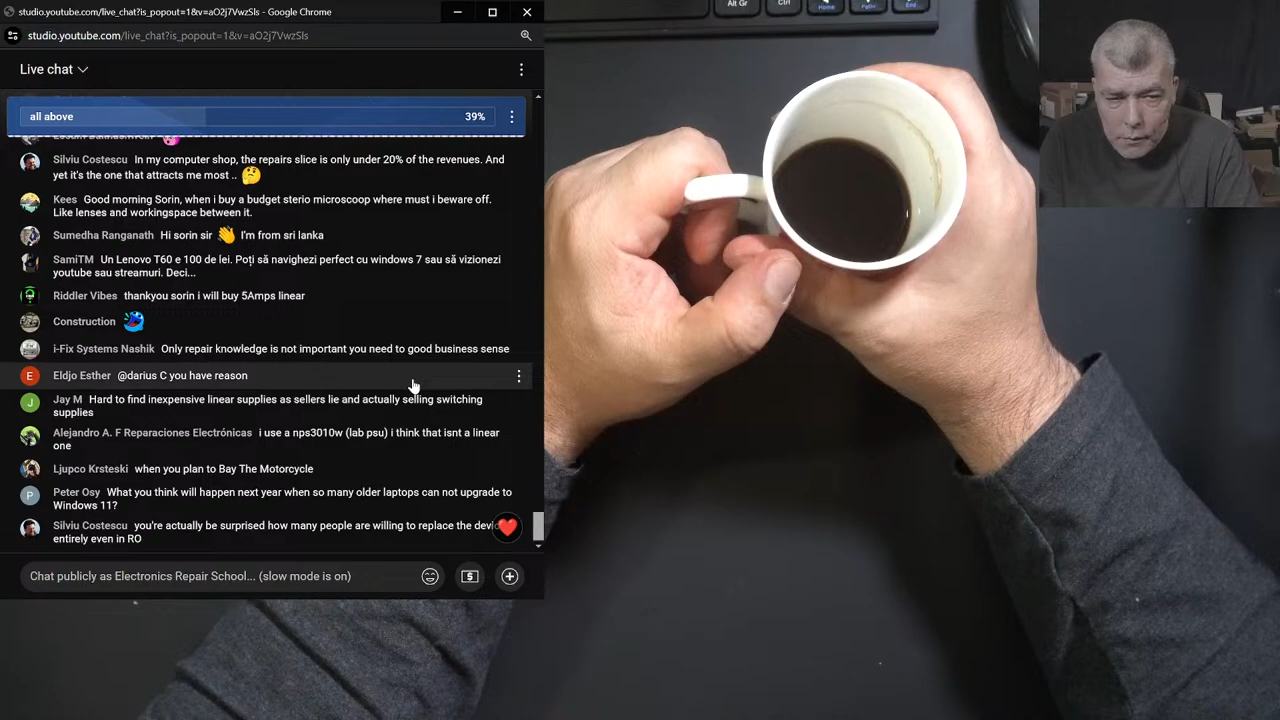 studio.youtube.com/live_chat?is_popout=1&v=aO2j7VwzSls - Google Chrome
studio.youtube.com/live_chat?is_popout=1&v=aO2j7VwzSls
Live chat
all above 39%
Silviu Costescu In my computer shop, the repairs slice is only under 20% of the revenues. And
yet it's the one that attracts me most .. 🤔
Kees Good morning Sorin, when i buy a budget sterio microscoop where must i beware off.
Like lenses and workingspace between it.
Sumedha Ranganath Hi sorin sir 👋 I'm from sri lanka
SamiTM Un Lenovo T60 e 100 de lei. Poți să navighezi perfect cu windows 7 sau să vizionezi
youtube sau streamuri. Deci...
Riddler Vibes thankyou sorin i will buy 5Amps linear
Construction
i-Fix Systems Nashik Only repair knowledge is not important you need to good business sense
E Eldjo Esther @darius C you have reason
J Jay M Hard to find inexpensive linear supplies as sellers lie and actually selling switching
supplies
Alejandro A. F Reparaciones Electrónicas i use a nps3010w (lab psu) i think that isnt a linear
one
Ljupco Krsteski when you plan to Bay The Motorcycle
P Peter Osy What you think will happen next year when so many older laptops can not upgrade to
Windows 11?
Silviu Costescu you're actually be surprised how many people are willing to replace the
entirely even in RO
Chat publicly as Electronics Repair School... (slow mode is on)
Alt Gr
Ctrl
End